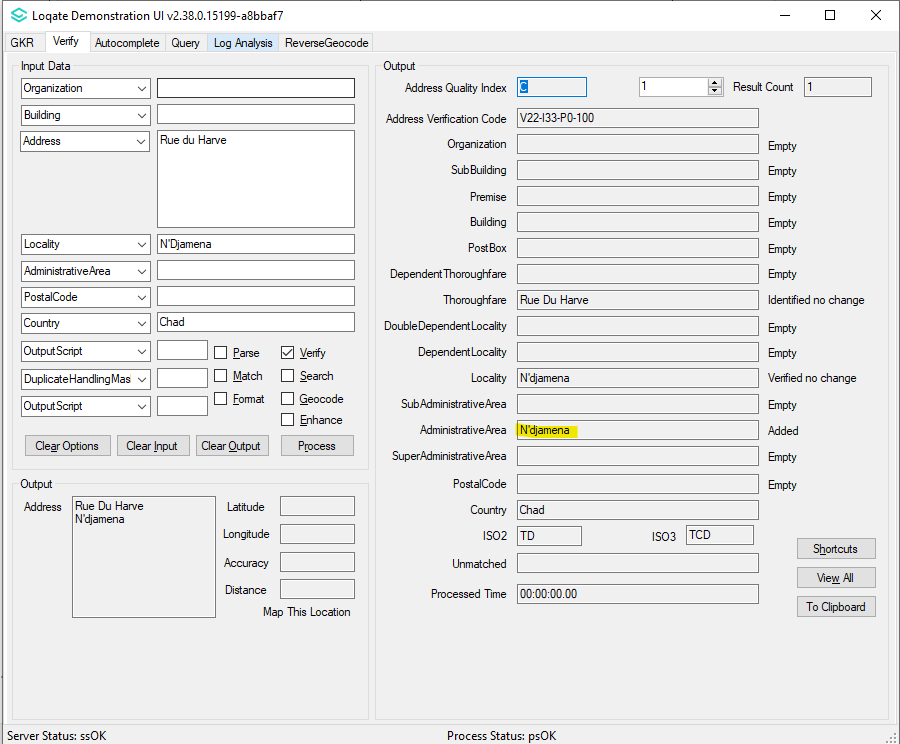 Loqate Demonstration UI v2.38.0.15199-a8bbaf7
GKR Verify Autocomplete Query Log Analysis ReverseGeocode
Input Data
Organization
Building
Address Rue du Harve
Locality N'Djamena
AdministrativeArea
PostalCode
Country Chad
OutputScript Parse Verify
DuplicateHandlingMas Match Search
OutputScript Format Geocode
Enhance
Clear Options Clear Input Clear Output Process
Output
Address Rue Du Harve
N'djamena
Latitude
Longitude
Accuracy
Distance
Map This Location
Output
Address Quality Index C 1 Result Count 1
Address Verification Code V22-I33-P0-100
Organization Empty
SubBuilding Empty
Premise Empty
Building Empty
PostBox Empty
DependentThoroughfare Empty
Thoroughfare Rue Du Harve Identified no change
DoubleDependentLocality Empty
DependentLocality Empty
Locality N'djamena Verified no change
SubAdministrativeArea Empty
AdministrativeArea N'djamena Added
SuperAdministrativeArea Empty
PostalCode Empty
Country Chad
ISO2 TD ISO3 TCD
Unmatched
Processed Time 00:00:00.00
Shortcuts
View All
To Clipboard
Server Status: ssOK Process Status: psOK